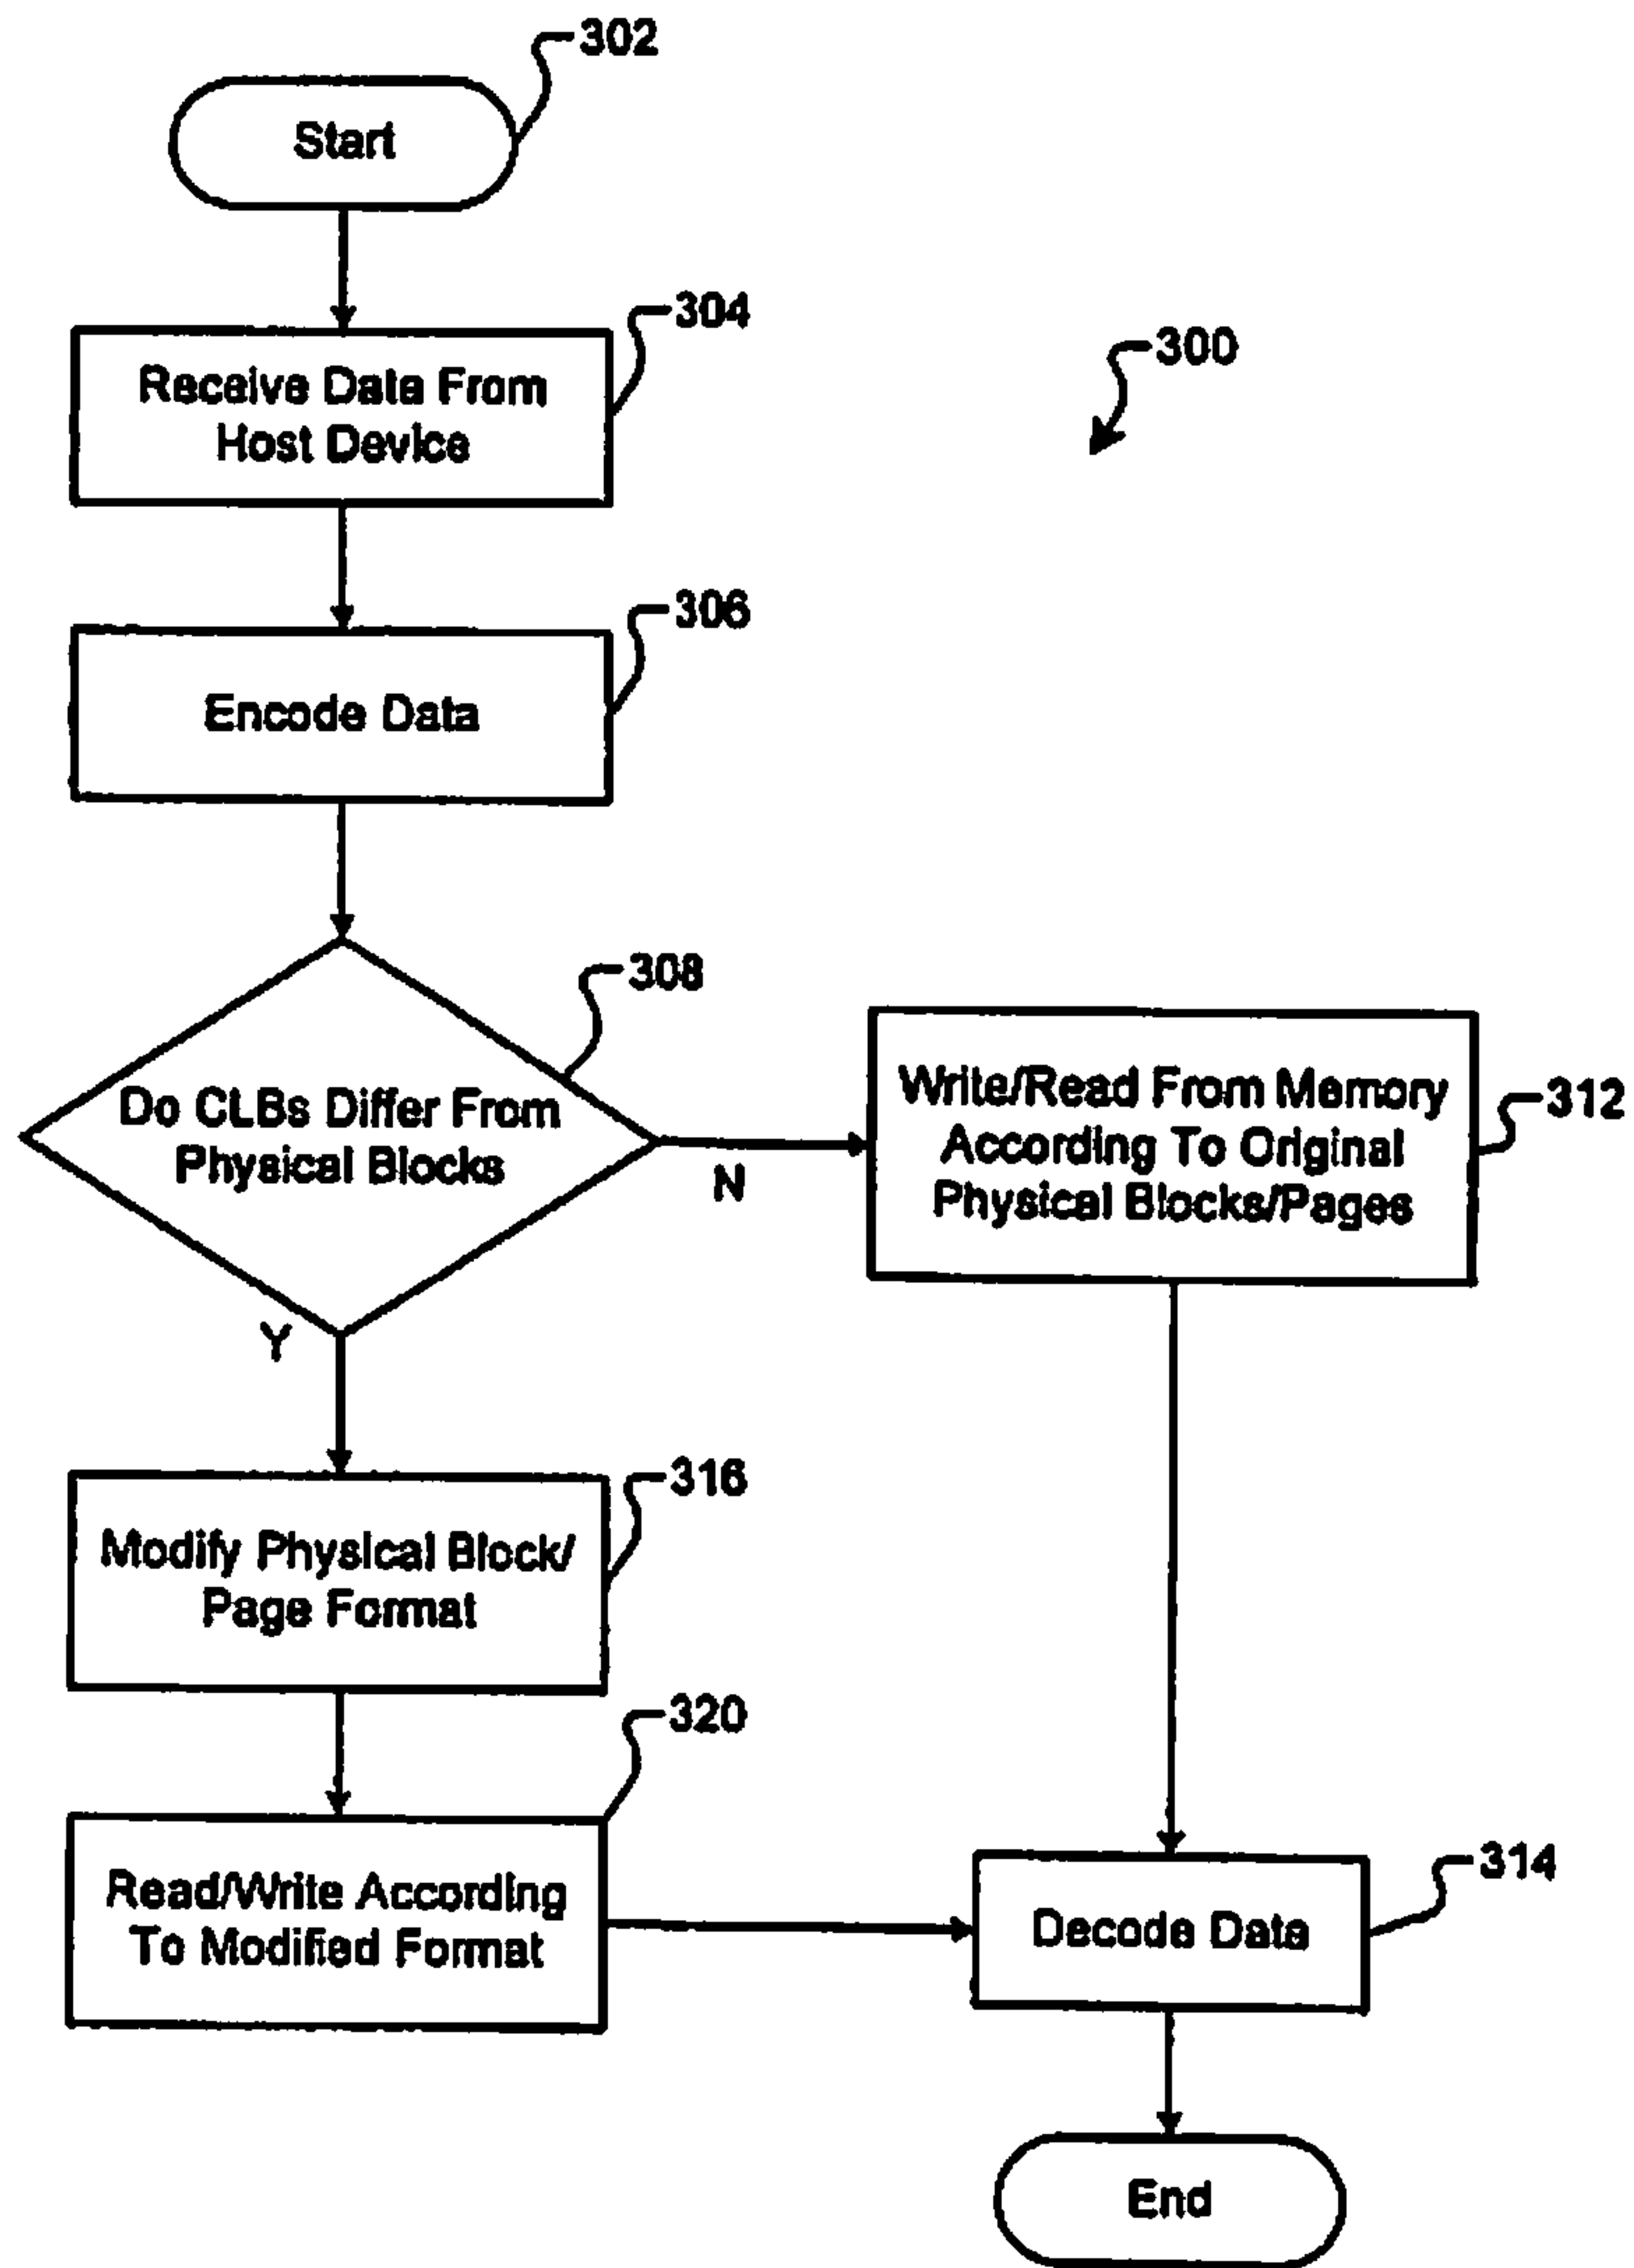 302
Start
304
Receive Data From
Host Device
300
306
Encode Data
308
Do CLBs Differ From
Physical Blocks
N
Y
Write/Read From Memory
According To Original
Physical Blocks/Pages
312
316
Modify Physical Block/
Page Format
320
Read/Write According
To Modified Format
314
Decode Data
End